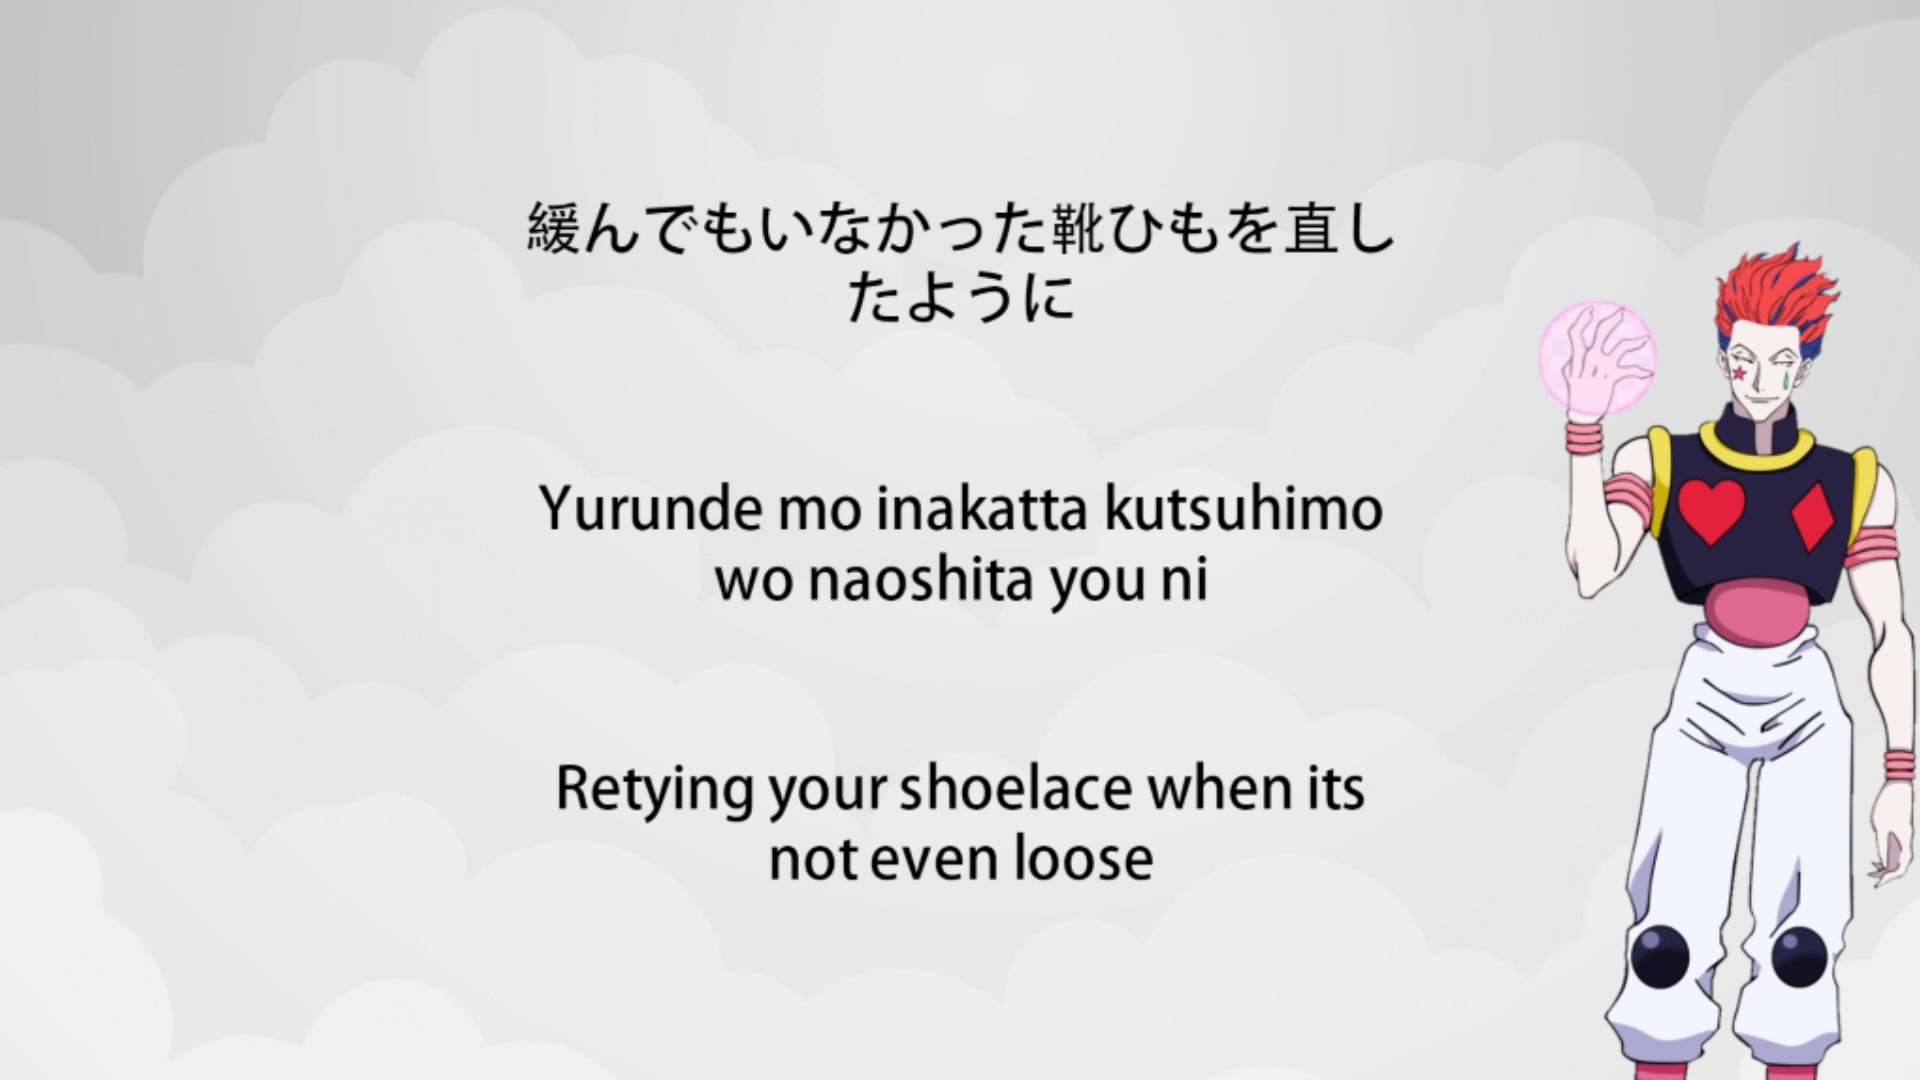 緩んでもいなかった靴ひもを直し
たように
Yurunde mo inakatta kutsuhimo
wo naoshita you ni
Retying your shoelace when its
not even loose